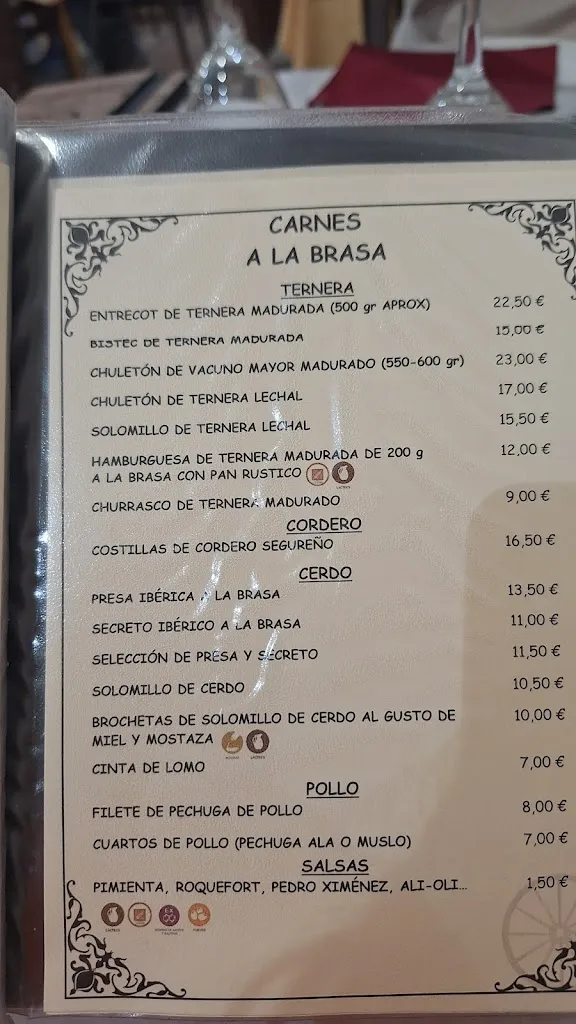 CARNES
A LA BRASA
TERNERA
ENTRECOT DE TERNERA MADURADA (500 gr APROX) 22,50 €
BISTEC DE TERNERA MADURADA 15,00 €
CHULETÓN DE VACUNO MAYOR MADURADO (550-600 gr) 23,00 €
CHULETÓN DE TERNERA LECHAL 17,00 €
SOLOMILLO DE TERNERA LECHAL 15,50 €
HAMBURGUESA DE TERNERA MADURADA DE 200 g 12,00 €
A LA BRASA CON PAN RUSTICO
CHURRASCO DE TERNERA MADURADO 9,00 €
CORDERO
COSTILLAS DE CORDERO SEGUREÑO 16,50 €
CERDO
PRESA IBÉRICA A LA BRASA 13,50 €
SECRETO IBÉRICO A LA BRASA 11,00 €
SELECCIÓN DE PRESA Y SECRETO 11,50 €
SOLOMILLO DE CERDO 10,50 €
BROCHETAS DE SOLOMILLO DE CERDO AL GUSTO DE 10,00 €
MIEL Y MOSTAZA
CINTA DE LOMO 7,00 €
POLLO
FILETE DE PECHUGA DE POLLO 8,00 €
CUARTOS DE POLLO (PECHUGA ALA O MUSLO) 7,00 €
SALSAS
PIMIENTA, ROQUEFORT, PEDRO XIMÉNEZ, ALI-OLI... 1,50 €